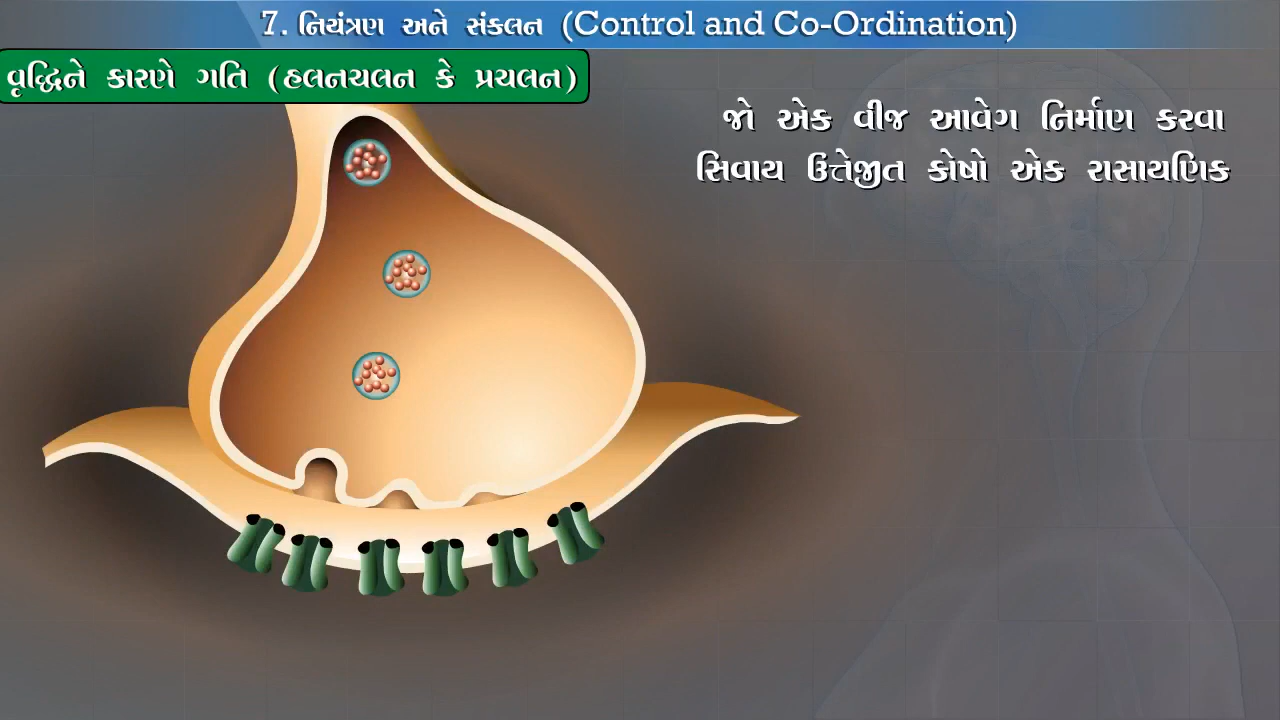 7. નિયંત્રણ અને સંકલન (Control and Co-Ordination)
વૃદ્ધિને કારણે ગતિ (હલનચલન કે પ્રચલન)
જો એક વીજ આવેગ નિર્માણ કરવા
સિવાય ઉત્તેજીત કોષો એક રાસાયણિક